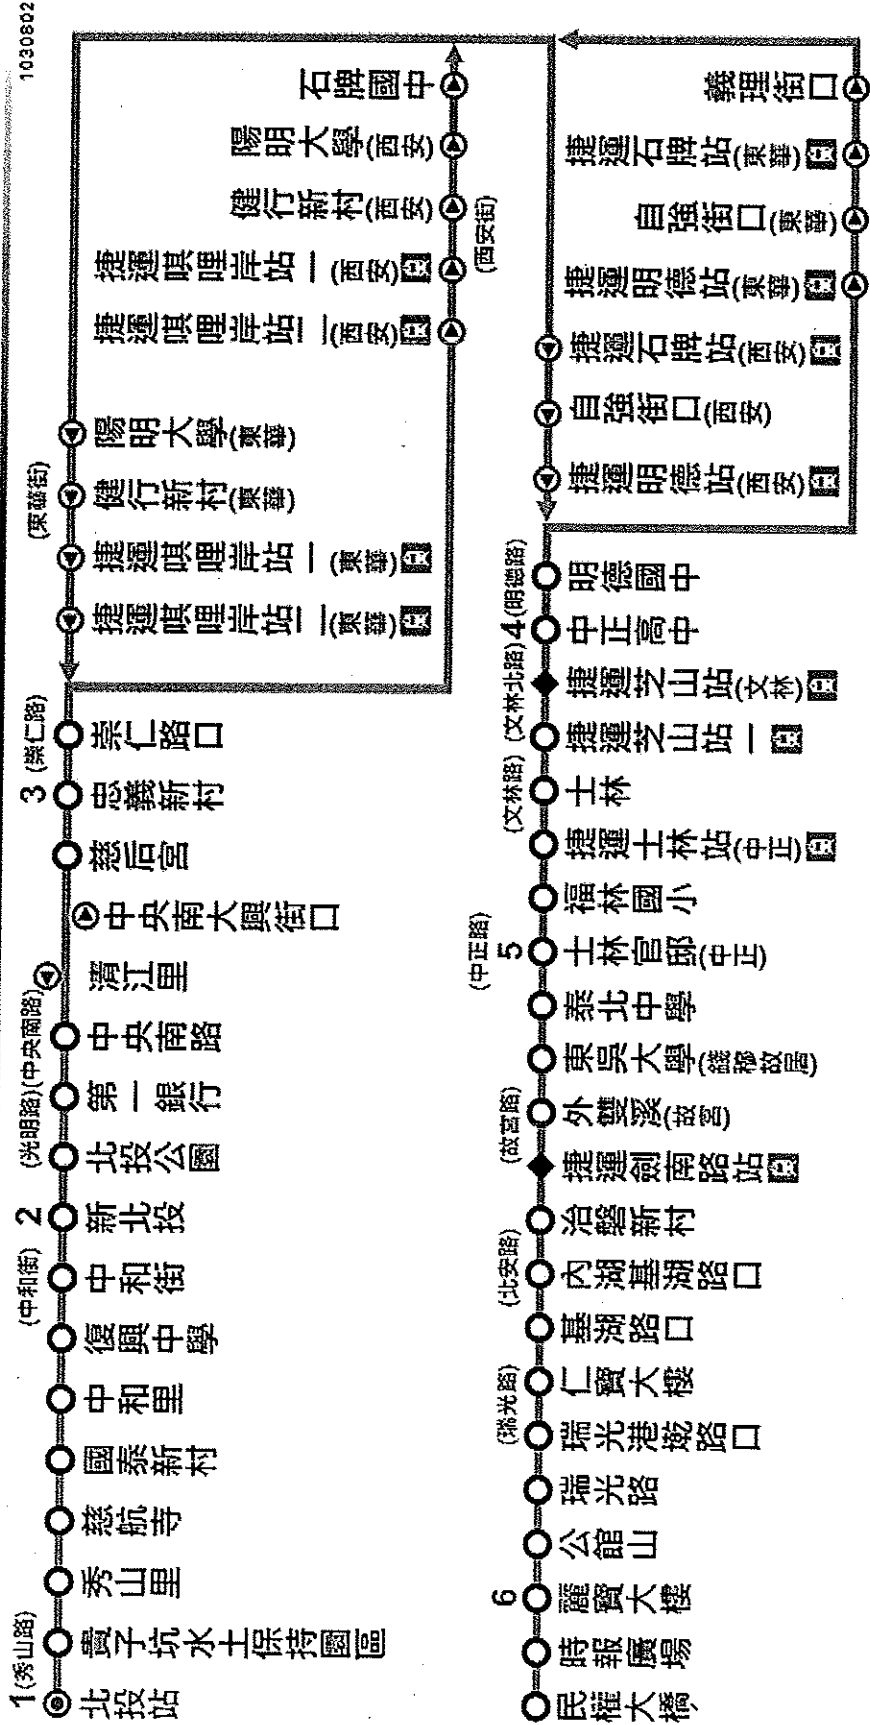 1030802
1(秀山路)
北投站
貴子坑水土保持園區
秀山里
慈航寺
國泰新村
中和里
復興中學
(中和街)
中和街
2
新北投
北投公園
(光明路)
第一銀行
(中央南路)
中央南路
清江里
中央南大興街口
慈后宮
3
忠義新村
(崇仁路)
崇仁路口
捷運唭哩岸站二(東華)
捷運唭哩岸站一(東華)
(東華街)
健行新村(東華)
陽明大學(東華)
捷運唭哩岸站二(西安)
捷運唭哩岸站一(西安)
(西安街)
健行新村(西安)
陽明大學(西安)
石牌國中
義理街口
捷運石牌站(東華)
自強街口(東華)
捷運明德站(東華)
捷運石牌站(西安)
自強街口(西安)
捷運明德站(西安)
(明德路)
明德國中
4
中正高中
(文林北路)
捷運芝山站(文林)
捷運芝山站一
(文林路)
士林
捷運士林站(中正)
福林國小
(中正路)
5
士林官邸(中正)
泰北中學
東吳大學(錢穆故居)
(故宮路)
外雙溪(故宮)
捷運劍南路站
治磐新村
(北安路)
內湖基湖路口
基湖路口
仁寶大樓
(瑞光路)
瑞光港墘路口
瑞光路
公館山
6
麗寶大樓
時報廣場
民權大橋